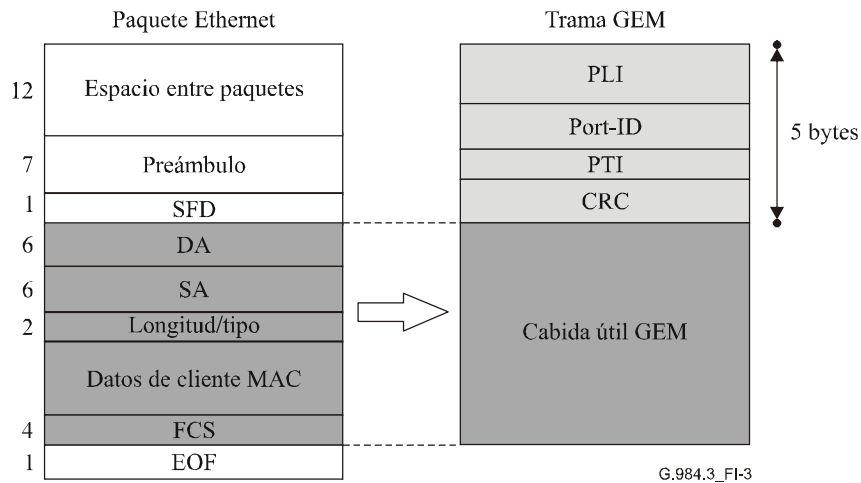 Paquete Ethernet
12 Espacio entre paquetes
7 Preámbulo
1 SFD
6 DA
6 SA
2 Longitud/tipo
Datos de cliente MAC
4 FCS
1 EOF
Trama GEM
PLI
Port-ID
PTI
CRC
5 bytes
Cabida útil GEM
G.984.3_FI-3